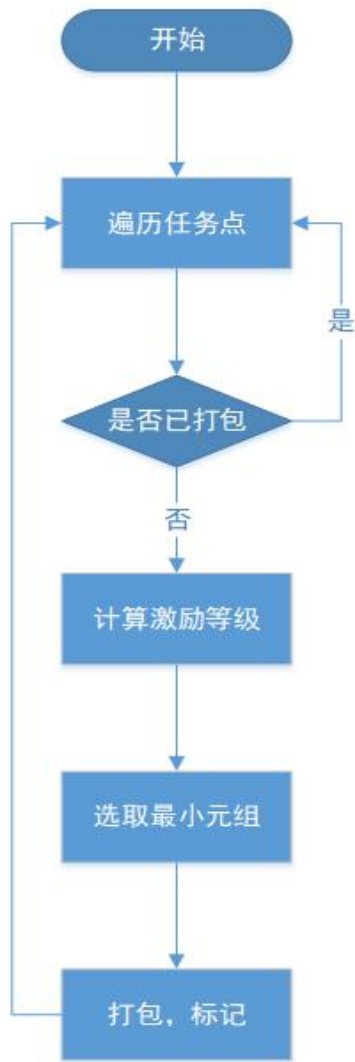 开始
遍历任务点
是
是否已打包
否
计算激励等级
选取最小元组
打包，标记